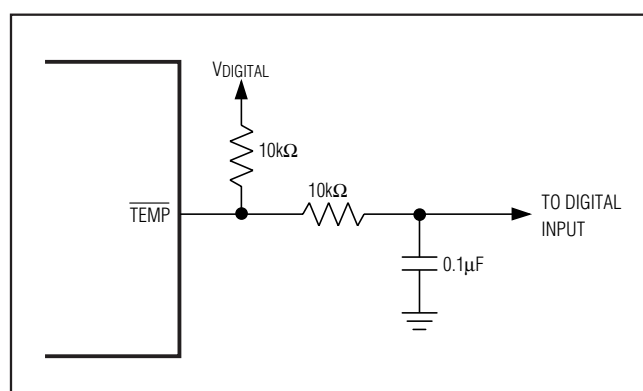 VDIGITAL
10kΩ
10kΩ
TEMP
TO DIGITAL
INPUT
0.1µF